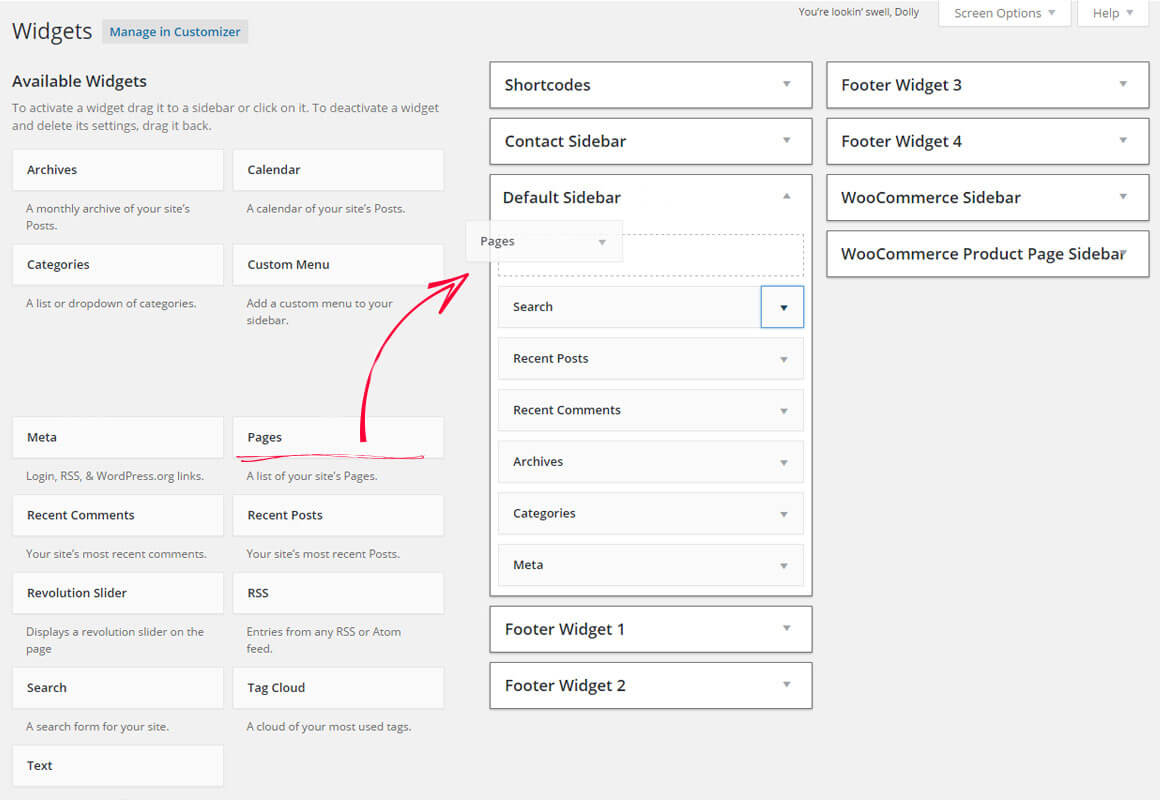 You're lookin' swell, Dolly
Screen Options
Help
Widgets
Manage in Customizer
Available Widgets
To activate a widget drag it to a sidebar or click on it. To deactivate a widget
and delete its settings, drag it back.
Archives
A monthly archive of your site's
Posts.
Calendar
A calendar of your site's Posts.
Categories
A list or dropdown of categories.
Custom Menu
Add a custom menu to your
sidebar.
Meta
Login, RSS, & WordPress.org links.
Pages
A list of your site's Pages.
Recent Comments
Your site's most recent comments.
Recent Posts
Your site's most recent Posts.
Revolution Slider
Displays a revolution slider on the
page
RSS
Entries from any RSS or Atom
feed.
Search
A search form for your site.
Tag Cloud
A cloud of your most used tags.
Text
Shortcodes
Contact Sidebar
Default Sidebar
Pages
Search
Recent Posts
Recent Comments
Archives
Categories
Meta
Footer Widget 1
Footer Widget 2
Footer Widget 3
Footer Widget 4
WooCommerce Sidebar
WooCommerce Product Page Sidebar